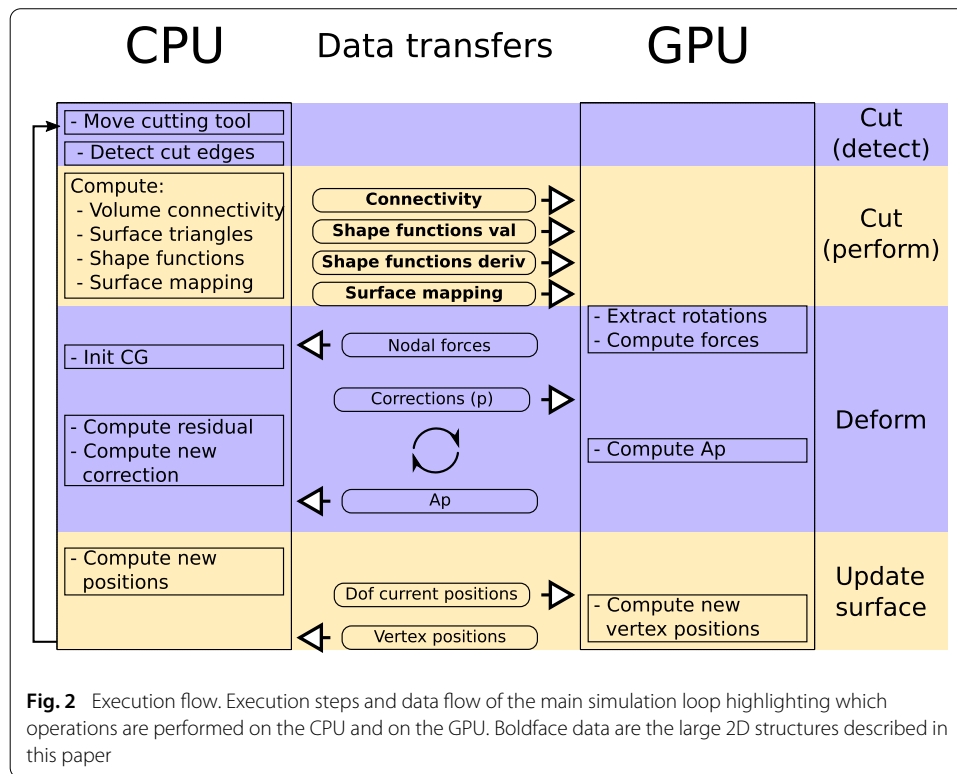 CPU
Data transfers
GPU
- Move cutting tool
- Detect cut edges
Cut
(detect)
Compute:
- Volume connectivity
- Surface triangles
- Shape functions
- Surface mapping
Connectivity
Shape functions val
Shape functions deriv
Surface mapping
Cut
(perform)
- Extract rotations
- Compute forces
Nodal forces
- Init CG
Corrections (p)
- Compute residual
- Compute new
correction
- Compute Ap
Ap
Deform
- Compute new
positions
Dof current positions
- Compute new
vertex positions
Vertex positions
Update
surface
Fig. 2 Execution flow. Execution steps and data flow of the main simulation loop highlighting which
operations are performed on the CPU and on the GPU. Boldface data are the large 2D structures described in
this paper